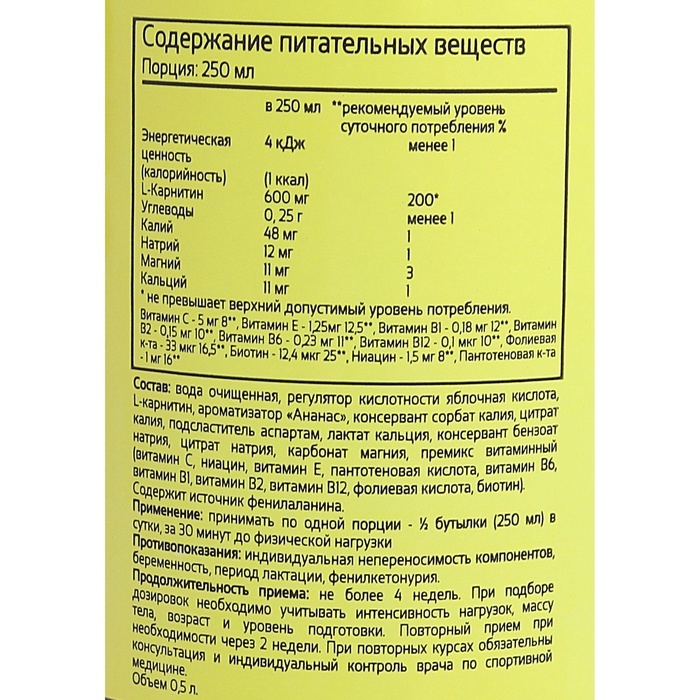 Содержание питательных веществ
Порция: 250 мл
в 250 мл **рекомендуемый уровень
суточного потребления %
Энергетическая 4 кДж менее 1
ценность
(калорийность) (1 ккал)
L-Карнитин 600 мг 200*
Углеводы 0,25 г менее 1
Калий 48 мг 1
Натрий 12 мг 1
Магний 11 мг 3
Кальций 11 мг 1
* не превышает верхний допустимый уровень потребления.
Витамин С - 5 мг 8**, Витамин Е - 1,25мг 12,5**, Витамин В1 - 0,18 мг 12**, Витамин
В2 - 0,15 мг 10**, Витамин В6 - 0,23 мг 11**, Витамин В12 - 0,1 мкг 10**, Фолиевая
к-та - 33 мкг 16,5**, Биотин - 12,4 мкг 25**, Ниацин - 1,5 мг 8**, Пантотеновая к-та
- 1 мг 16**
Состав: вода очищенная, регулятор кислотности яблочная кислота,
L-карнитин, ароматизатор «Ананас», консервант сорбат калия, цитрат
калия, подсластитель аспартам, лактат кальция, консервант бензоат
натрия, цитрат натрия, карбонат магния, премикс витаминный
(витамин С, ниацин, витамин Е, пантотеновая кислота, витамин В6,
витамин В1, витамин В2, витамин В12, фолиевая кислота, биотин).
Содержит источник фенилаланина.
Применение: принимать по одной порции - ½ бутылки (250 мл) в
сутки, за 30 минут до физической нагрузки
Противопоказания: индивидуальная непереносимость компонентов,
беременность, период лактации, фенилкетонурия.
Продолжительность приема: не более 4 недель. При подборе
дозировок необходимо учитывать интенсивность нагрузок, массу
тела, возраст и уровень подготовки. Повторный прием при
необходимости через 2 недели. При повторных курсах обязательны
консультация и индивидуальный контроль врача по спортивной
медицине.
Объем 0,5 л.